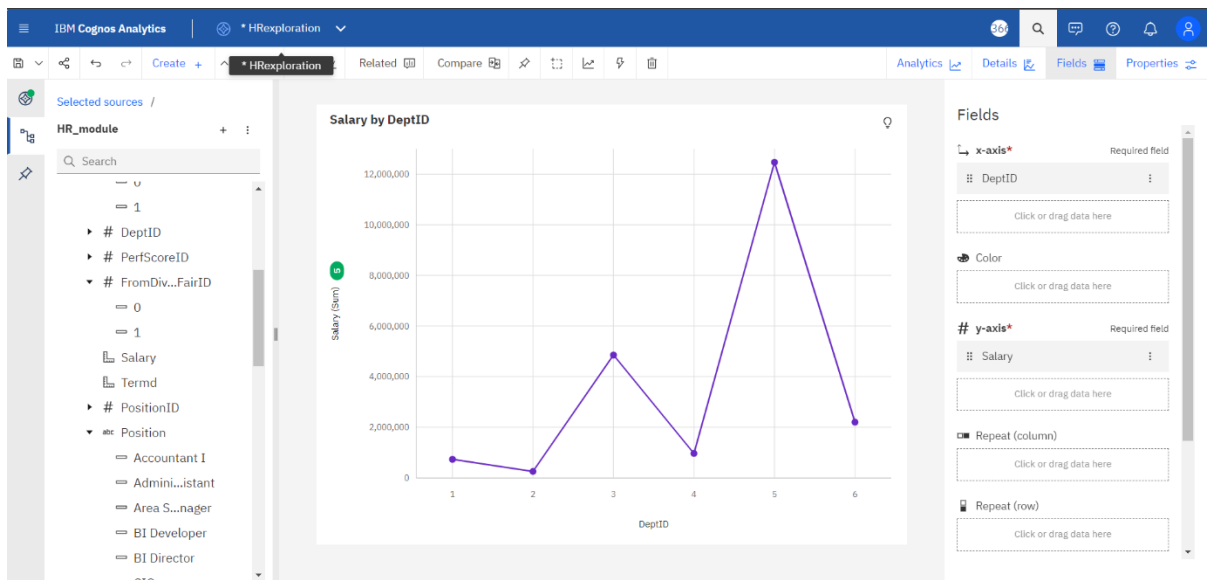 IBM Cognos Analytics
* HRexploration
366
Create +
* HRexploration
Related
Compare
Analytics
Details
Fields
Properties
Selected sources /
HR_module
Search
0
1
# DeptID
# PerfScoreID
# FromDiv...FairID
0
1
Salary
Termd
# PositionID
abc Position
Accountant I
Admini...istant
Area S...nager
BI Developer
BI Director
Salary by DeptID
Salary (Sum)
5
12,000,000
10,000,000
8,000,000
6,000,000
4,000,000
2,000,000
0
1 2 3 4 5 6
DeptID
Fields
x-axis* Required field
DeptID
Click or drag data here
Color
Click or drag data here
# y-axis* Required field
Salary
Click or drag data here
Repeat (column)
Click or drag data here
Repeat (row)
Click or drag data here